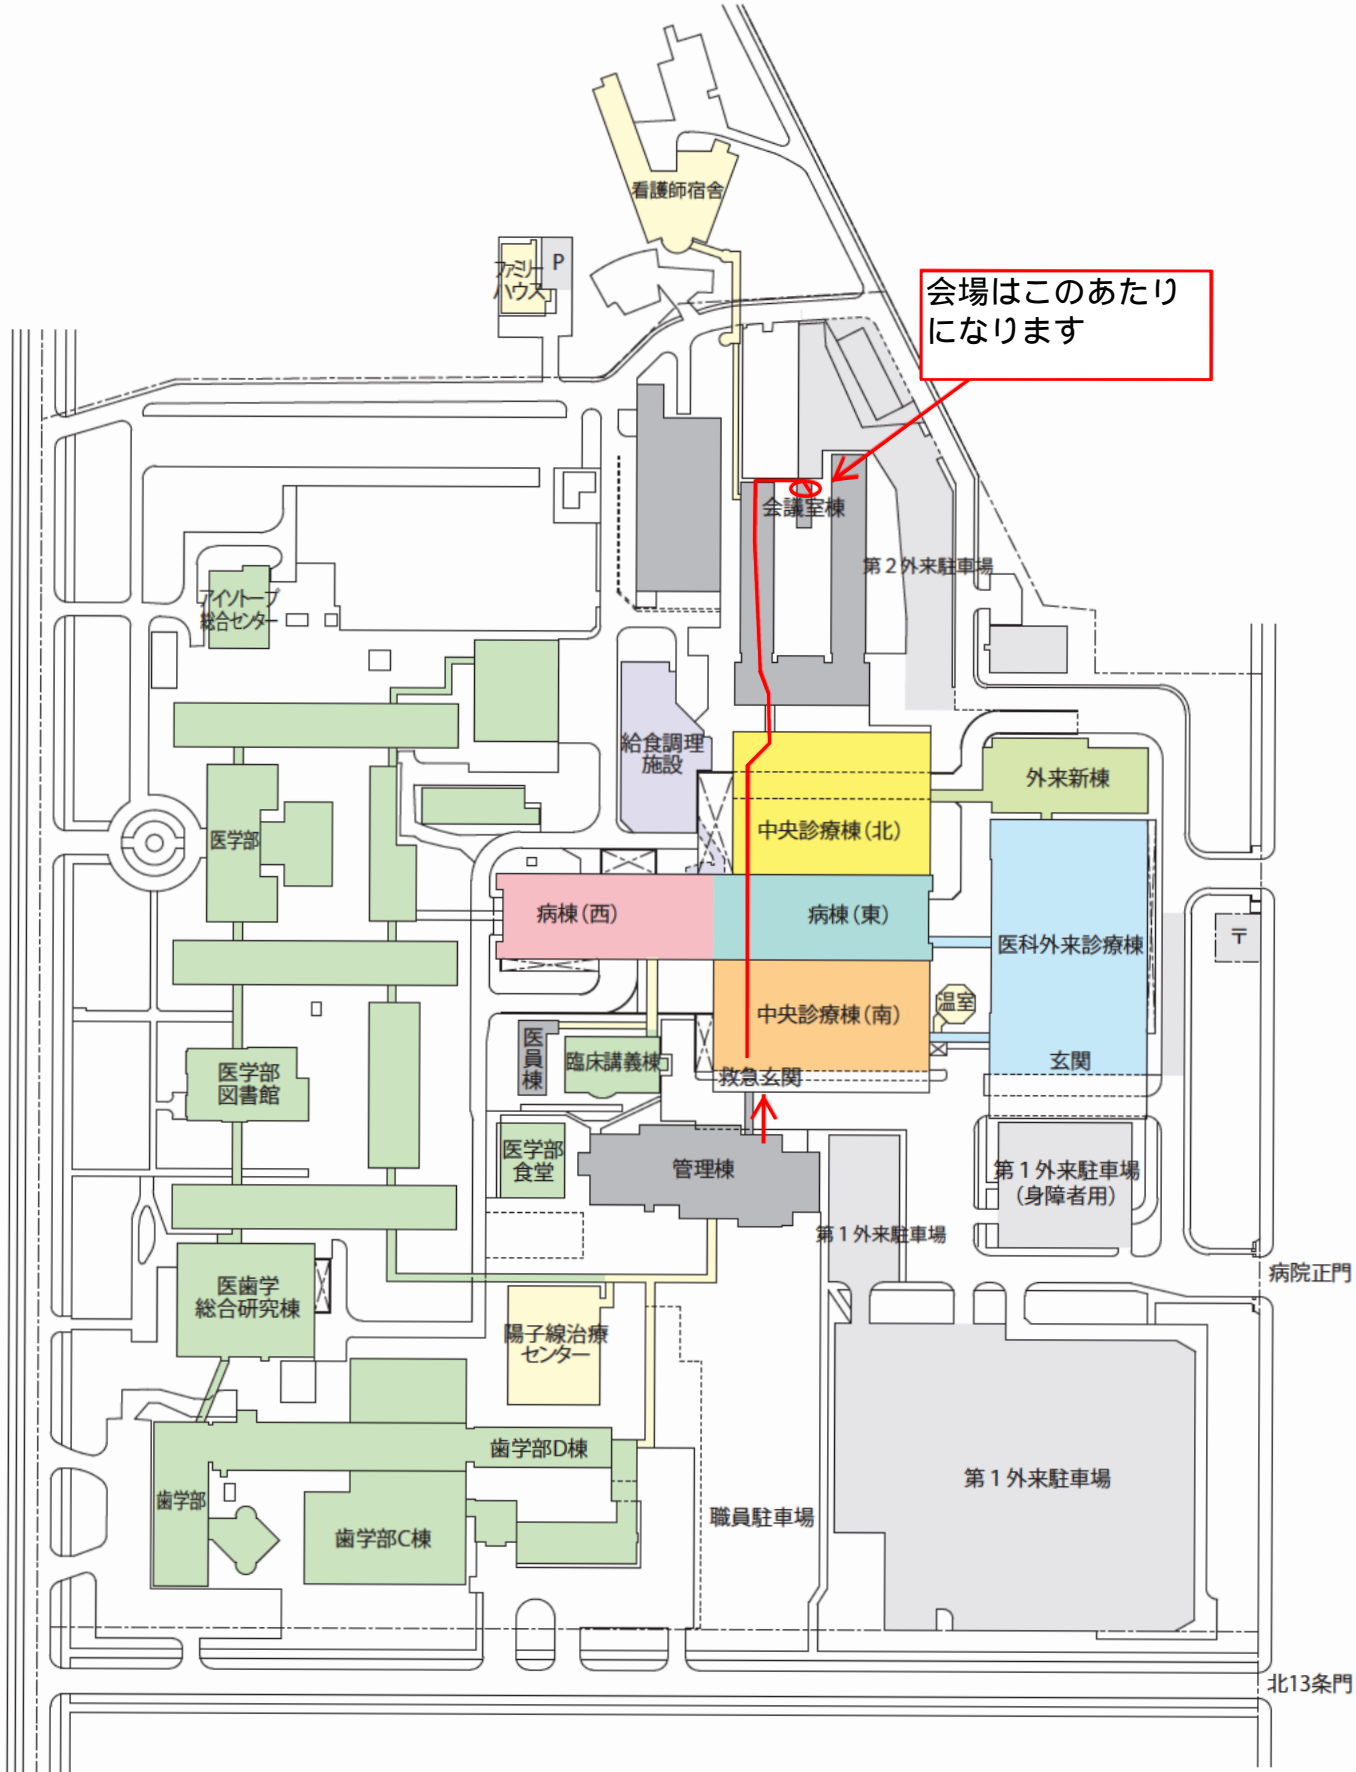 看護師宿舎
ファミリー
ハウス
P
会場はこのあたり
になります
会議室棟
第2外来駐車場
アイソトープ
総合センター
給食調理
施設
外来新棟
中央診療棟(北)
医学部
病棟(西)
病棟(東)
医科外来診療棟
〒
温室
中央診療棟(南)
医員棟
臨床講義棟
医学部
図書館
救急玄関
玄関
医学部
食堂
管理棟
第1外来駐車場
(身障者用)
第1外来駐車場
病院正門
医歯学
総合研究棟
陽子線治療
センター
歯学部D棟
歯学部
歯学部C棟
職員駐車場
第1外来駐車場
北13条門